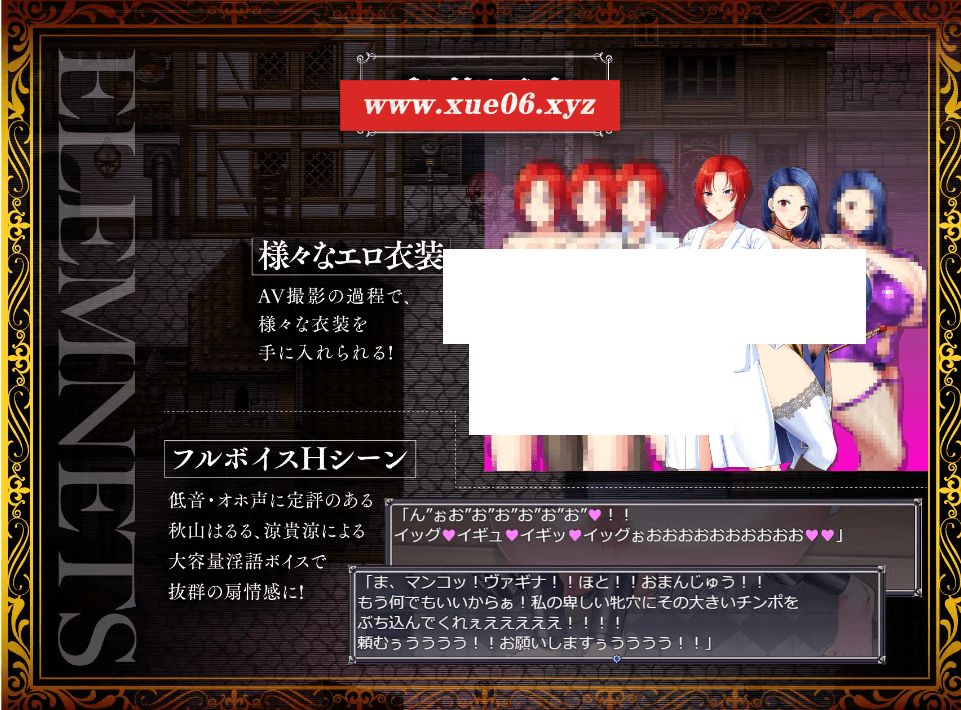 www.xue06.xyz
ELEMENTS
様々なエロ衣装
AV撮影の過程で、
様々な衣装を
手に入れられる!
フルボイスHシーン
低音・オホ声に定評のある
秋山はるる、涼貴涼による
大容量淫語ボイスで
抜群の扇情感に!
「ん”ぉお”お”お”お”お”お”♥！！
イッグ♥イギュ♥イギッ♥イッグぉおおおおおおおおおお♥♥」
「ま、マンコッ！ヴァギナ！！ほと！！おまんじゅう！！
もう何でもいいからぁ！私の卑しい牝穴にその大きいチンポを
ぶち込んでくれぇえええええ！！！！
頼むぅうううう！！お願いしますぅうううう！！」